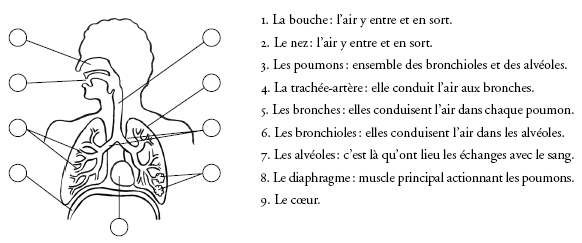 1. La bouche : l'air y entre et en sort.
2. Le nez : l'air y entre et en sort.
3. Les poumons : ensemble des bronchioles et des alvéoles.
4. La trachée-artère : elle conduit l'air aux bronches.
5. Les bronches : elles conduisent l'air dans chaque poumon.
6. Les bronchioles : elles conduisent l'air dans les alvéoles.
7. Les alvéoles : c'est là qu'ont lieu les échanges avec le sang.
8. Le diaphragme : muscle principal actionnant les poumons.
9. Le cœur.